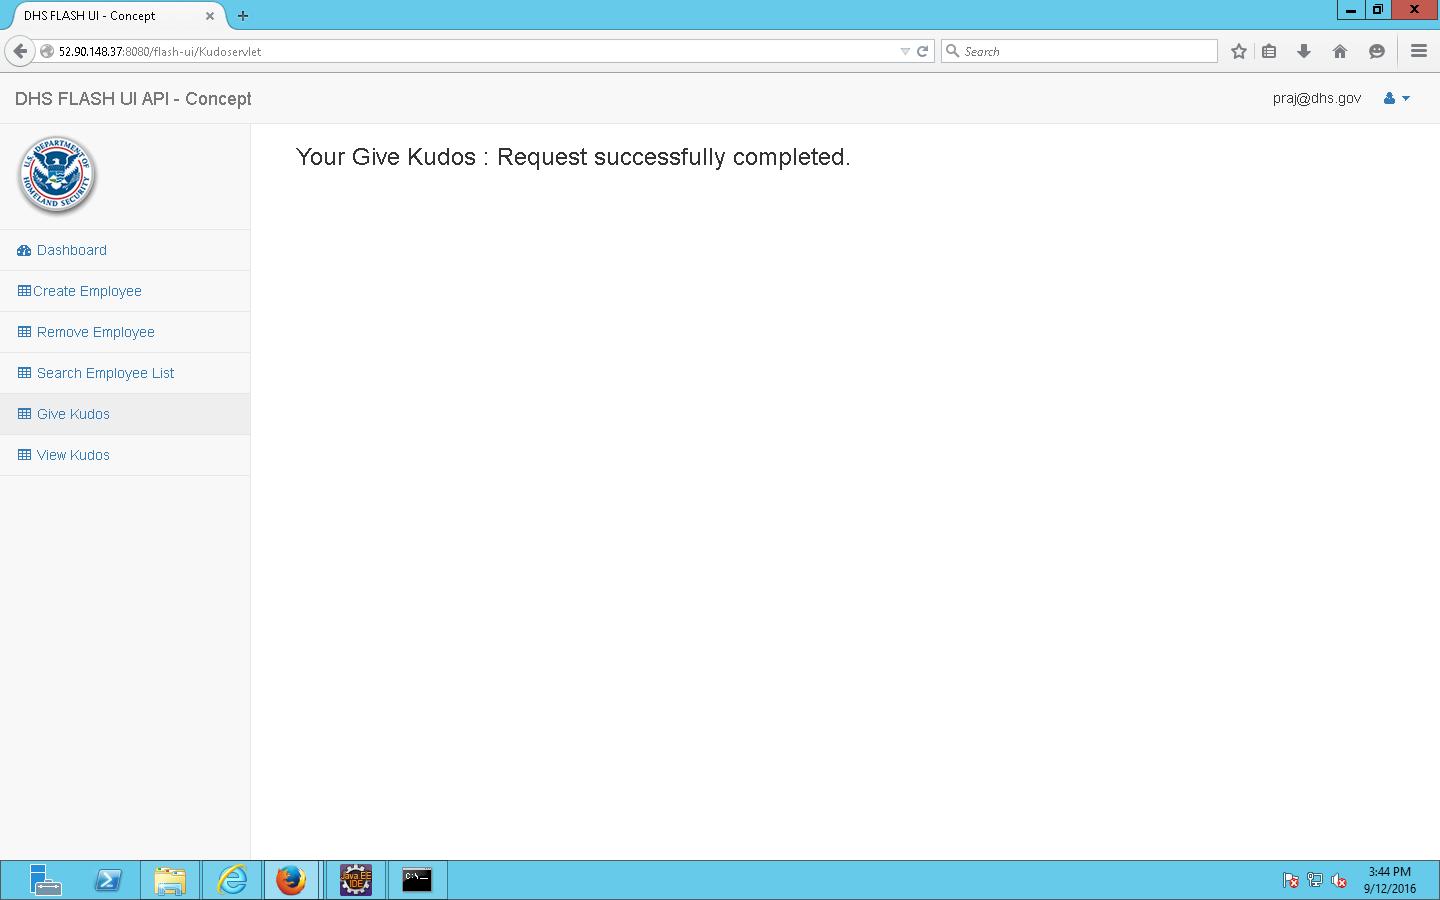 DHS FLASH UI - Concept
52.90.148.37:8080/flash-ui/Kudoservlet
Search
DHS FLASH UI API - Concept
praj@dhs.gov
U.S. DEPARTMENT OF HOMELAND SECURITY
Your Give Kudos : Request successfully completed.
Dashboard
Create Employee
Remove Employee
Search Employee List
Give Kudos
View Kudos
Java EE
IDE
C:\_
3:44 PM
9/12/2016